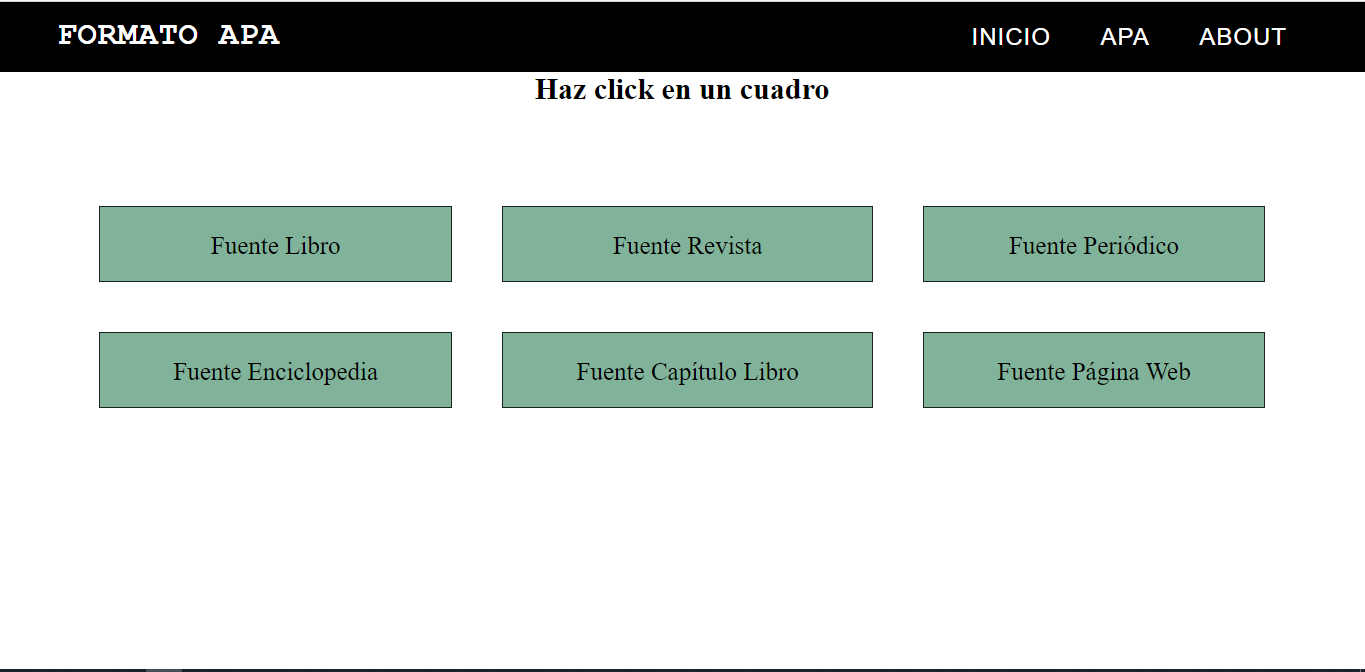 FORMATO APA
INICIO APA ABOUT
Haz click en un cuadro
Fuente Libro
Fuente Revista
Fuente Periódico
Fuente Enciclopedia
Fuente Capítulo Libro
Fuente Página Web